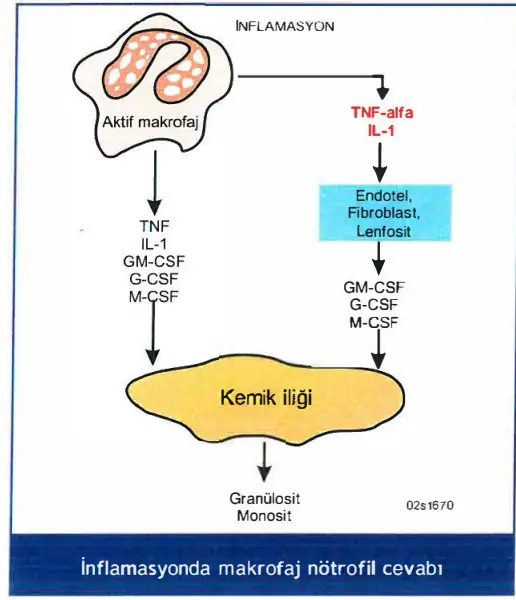 İNFLAMASYON
Aktif makrofaj
TNF-alfa
IL-1
Endotel,
Fibroblast,
Lenfosit
TNF
IL-1
GM-CSF
G-CSF
M-CSF
GM-CSF
G-CSF
M-CSF
Kemik iliği
Granülosit
Monosit
02s1670
İnflamasyonda makrofaj nötrofil cevabı